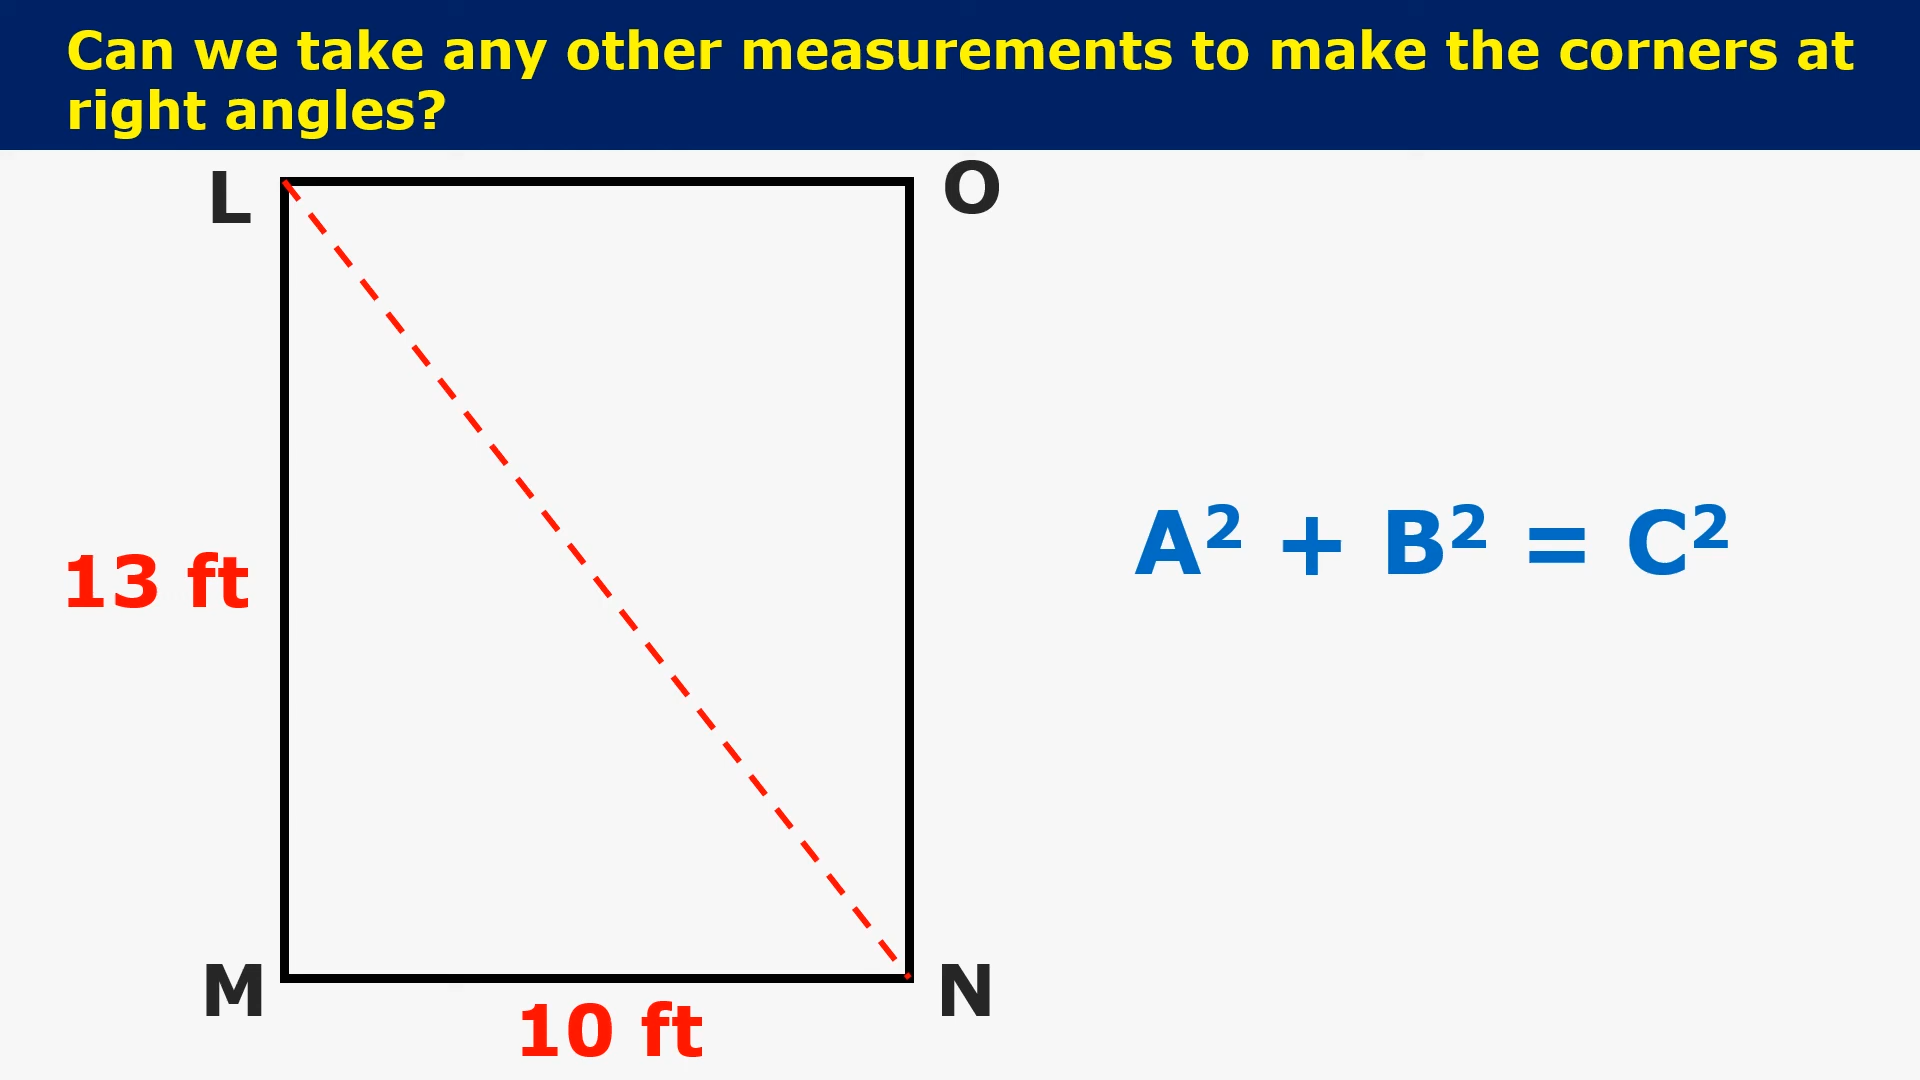 Can we take any other measurements to make the corners at
right angles?
L
O
13 ft
A² + B² = C²
M
N
10 ft